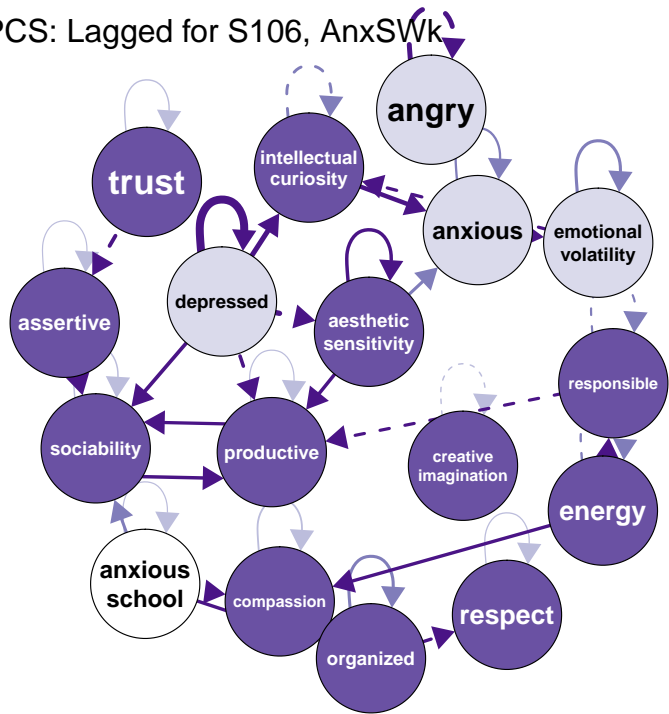 PCS: Lagged for S106, AnxSWk
angry
trust
intellectual
curiosity
anxious
emotional
volatility
depressed
assertive
aesthetic
sensitivity
responsible
sociability
productive
creative
imagination
energy
anxious
school
compassion
respect
organized